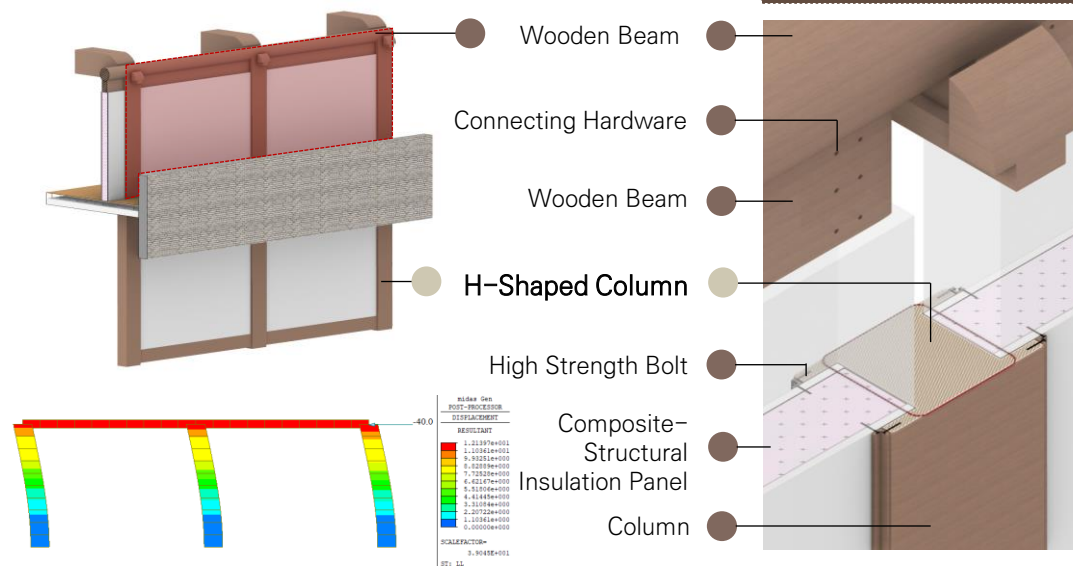 Wooden Beam
Connecting Hardware
Wooden Beam
H-Shaped Column
High Strength Bolt
Composite-
Structural
Insulation Panel
Column
-40.0
midas Gen
POST-PROCESSOR
DISPLACEMENT
RESULTANT
1.21397e+001
1.10361e+001
9.93251e+000
8.82889e+000
7.72528e+000
6.62167e+000
5.51806e+000
4.41445e+000
3.31084e+000
2.20722e+000
1.10361e+000
0.00000e+000
SCALEFACTOR=
3.9045E+001
ST: LL